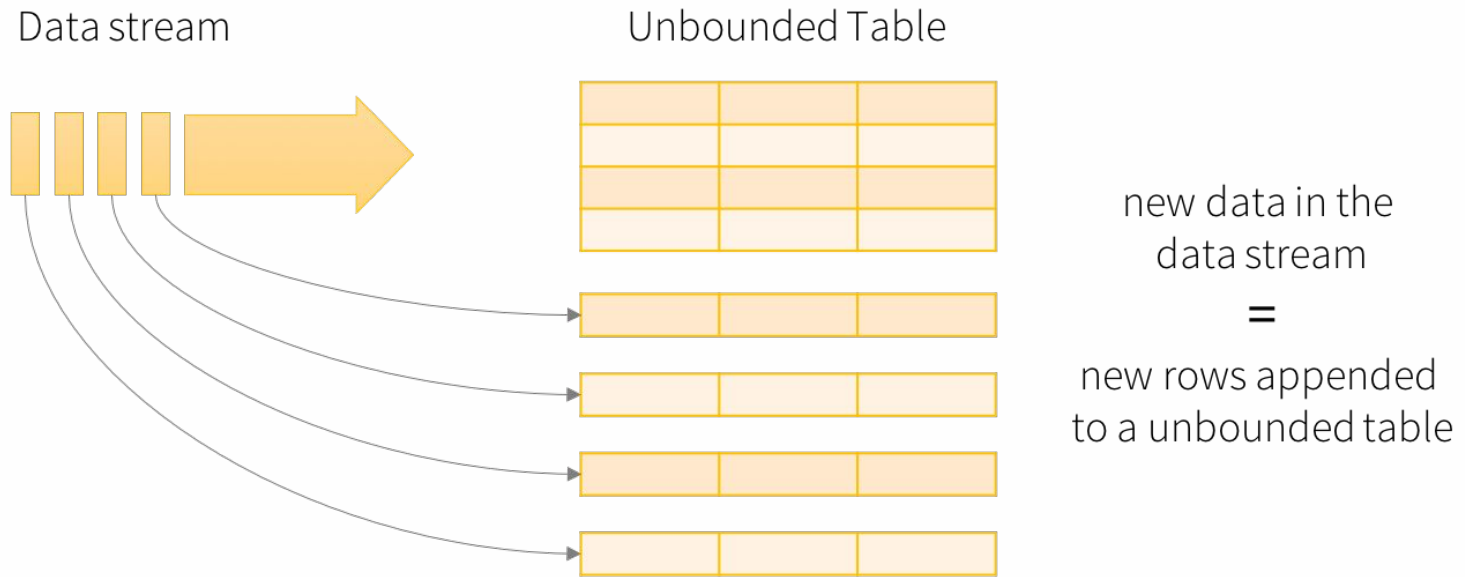 Data stream
Unbounded Table
new data in the
data stream
=
new rows appended
to a unbounded table